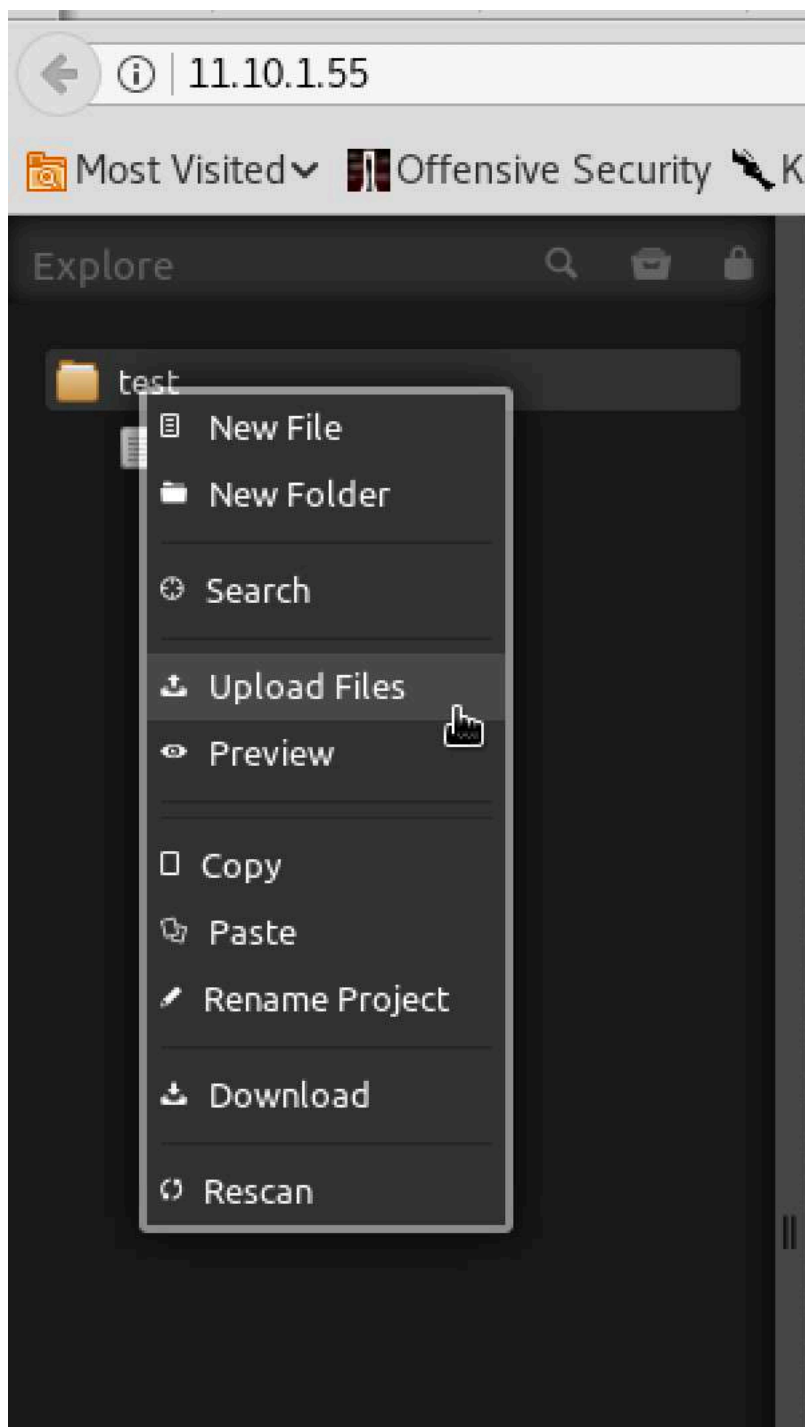 11.10.1.55
Most Visited Offensive Security K
Explore
test
New File
New Folder
Search
Upload Files
Preview
Copy
Paste
Rename Project
Download
Rescan